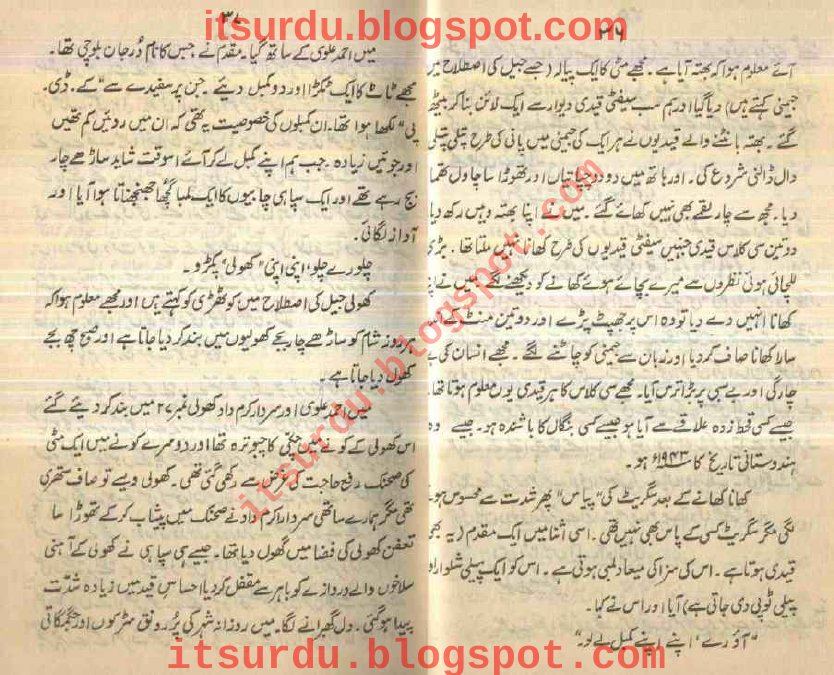 itsurdu.blogspot.com
۳۶
آئے معلوم ہوا کہ بھتہ آیا ہے۔ مجھے مٹی کا ایک پیالہ (جسے جیل کی اصطلاح میں
جینی کہتے ہیں) دیا گیا اور ہم سب سیفٹی قیدی دیوار سے ایک لائن بنا کر بیٹھ
گئے۔ بھتہ بانٹنے والے قیدیوں نے ہر ایک کی جینی میں پانی کی طرح پتلی پتلی
دال ڈالنی شروع کی۔ اور ہاتھ میں دو دو چپاتیاں اور تھوڑا سا چاول تھما
دیا۔ مجھ سے چار لقمے بھی نہیں کھائے گئے۔ میں نے اپنا بھتہ وہیں رکھ دیا
دو تین سی کلاس قیدی جنہیں سیفٹی قیدیوں کی طرح کھانا نہیں ملتا تھا۔ بڑی
للچائی ہوئی نظروں سے میرے بچائے ہوئے کھانے کو دیکھنے لگے۔ میں نے
کھانا انہیں دے دیا تو وہ اس پر جھپٹ پڑے اور دو تین منٹ کے
سارا کھانا صاف کر دیا اور زبان سے جینی کو چاٹنے لگے۔ مجھے انسان کی بے
چارگی اور بے بسی پر بڑا ترس آیا۔ مجھے سی کلاس کا ہر قیدی یوں معلوم ہوتا تھا
جیسے کسی قحط زدہ علاقے سے آیا ہو جیسے کسی بنگال کا باشندہ ہو۔ جیسے وہ
ہندوستانی تاریخ کا ۱۹۴۳ء ہو۔
کھانا کھانے کے بعد سگریٹ کی "پیاس" پھر شدت سے محسوس ہونے
لگی مگر سگریٹ کسی کے پاس بھی نہیں تھی۔ اسی اثنا میں ایک مقدم (یہ بھی
قیدی ہوتا ہے۔ اس کی سزا کی میعاد لمبی ہوتی ہے۔ اس کو ایک پیلی شلوار اور
پیلی ٹوپی دی جاتی ہے) آیا اور اس نے کہا۔
"آؤ رے، اپنے اپنے کمبل لے لو۔"
۳۷
میں احمد علوی کے ساتھ گیا۔ مقدم نے جس کا نام دُرجان بلوچی تھا۔
مجھے ٹاٹ کا ایک ٹکڑا اور دو کمبل دیئے۔ جن پر سفیدے سے "کے۔ ڈی۔
پی" لکھا ہوا تھا۔ ان کمبلوں کی خصوصیت یہ تھی کہ ان میں روئیں کم تھیں
اور جوئیں زیادہ۔ جب ہم اپنے کمبل لے کر آئے اسوقت شاید ساڑھے چار
بج رہے تھے اور ایک سپاہی چابیوں کا ایک لمبا گچھا جھنجھناتا ہوا آیا اور
آواز لگائی۔
چلو رے چلو، اپنی اپنی "کھولی" پکڑو۔
کھولی جیل کی اصطلاح میں کوٹھڑی کو کہتے ہیں اور مجھے معلوم ہوا کہ
ہر روز شام کو ساڑھے چار بجے کھولیوں میں بند کر دیا جاتا ہے اور صبح چھ بجے
کھول دیا جاتا ہے۔
میں احمد علوی اور سردار کرم داد کھولی نمبر ۲۷ میں بند کر دیئے گئے
اس کھولی کے کونے میں چکی کا چبوترہ تھا اور دوسرے کونے میں ایک مٹی
کی صحنک رفع حاجت کی غرض سے رکھی گئی تھی۔ کھولی ویسے تو صاف ستھری
تھی مگر ہمارے ساتھی سردار کرم داد نے صحنک میں پیشاب کر کے تھوڑا سا
تعفن کھولی کی فضا میں گھول دیا تھا۔ جیسے ہی سپاہی نے کھولی کے آہنی
سلاخوں والے دروازے کو باہر سے مقفل کر دیا احساسِ قید میں زیادہ شدّت
پیدا ہو گئی۔ دل گھبرانے لگا۔ میں روزانہ شہر کی پُر رونق سڑکوں اور جگمگاتی
itsurdu.blogspot.com
itsurdu.blogspot.com